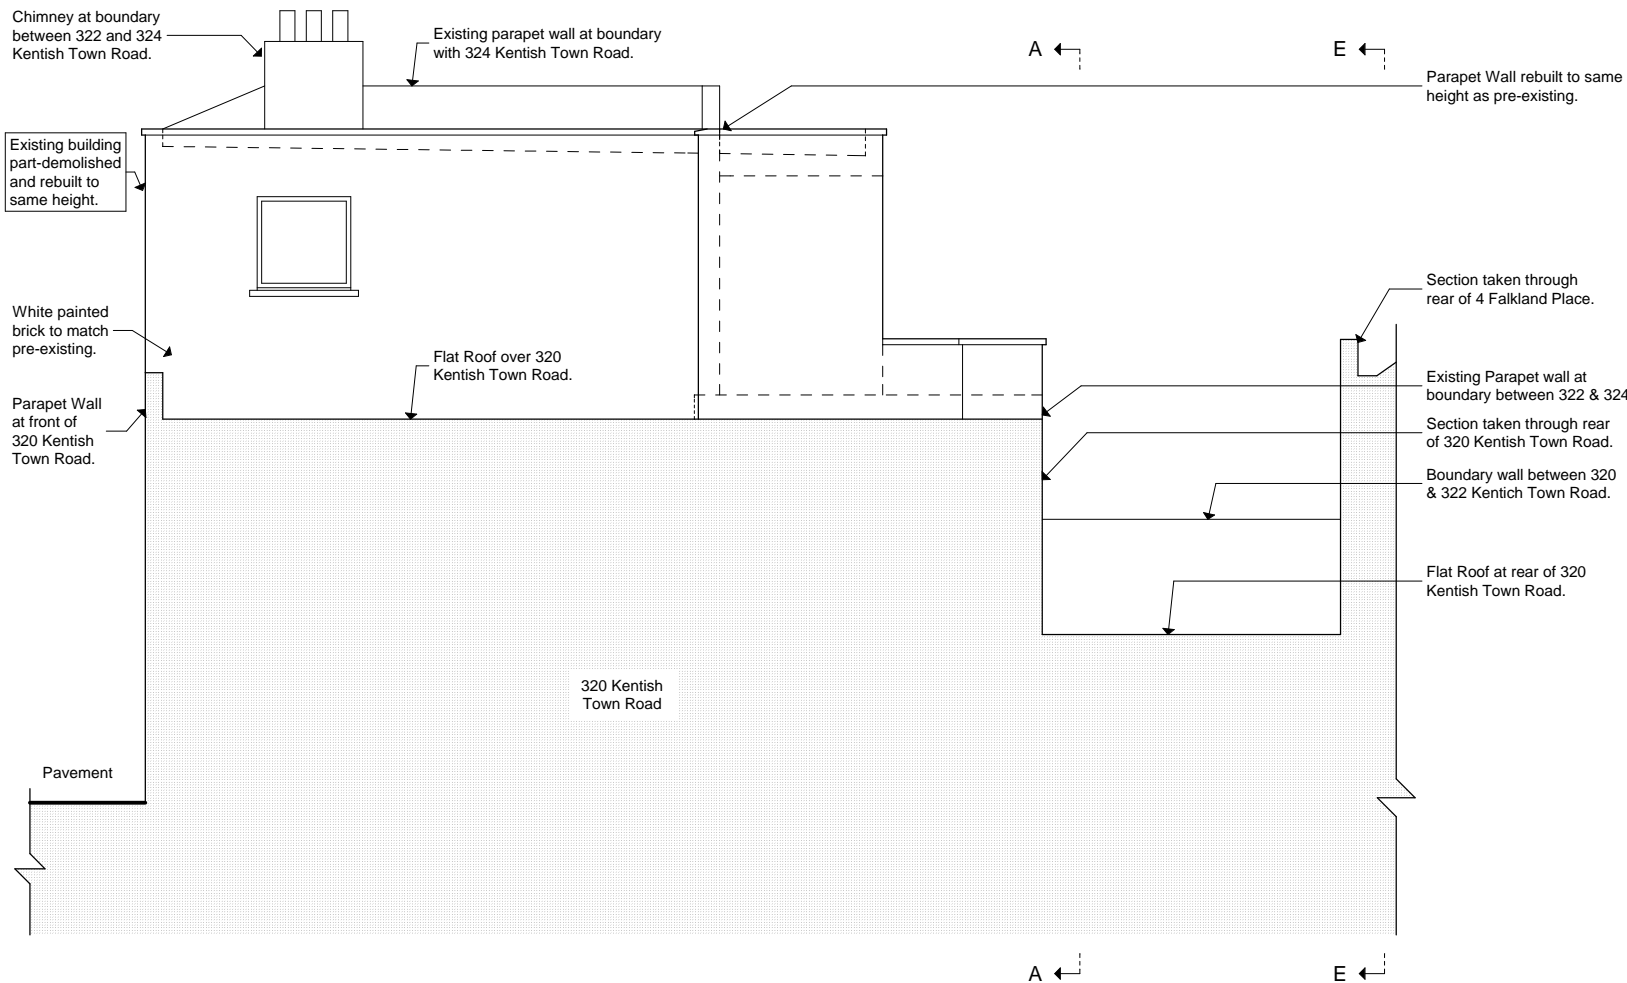 Chimney at boundary
between 322 and 324
Kentish Town Road.
Existing parapet wall at boundary
with 324 Kentish Town Road.
A
E
Parapet Wall rebuilt to same
height as pre-existing.
Existing building
part-demolished
and rebuilt to
same height.
White painted
brick to match
pre-existing.
Flat Roof over 320
Kentish Town Road.
Section taken through
rear of 4 Falkland Place.
Parapet Wall
at front of
320 Kentish
Town Road.
Existing Parapet wall at
boundary between 322 & 324
Section taken through rear
of 320 Kentish Town Road.
Boundary wall between 320
& 322 Kentich Town Road.
Flat Roof at rear of 320
Kentish Town Road.
320 Kentish
Town Road
Pavement
A
E